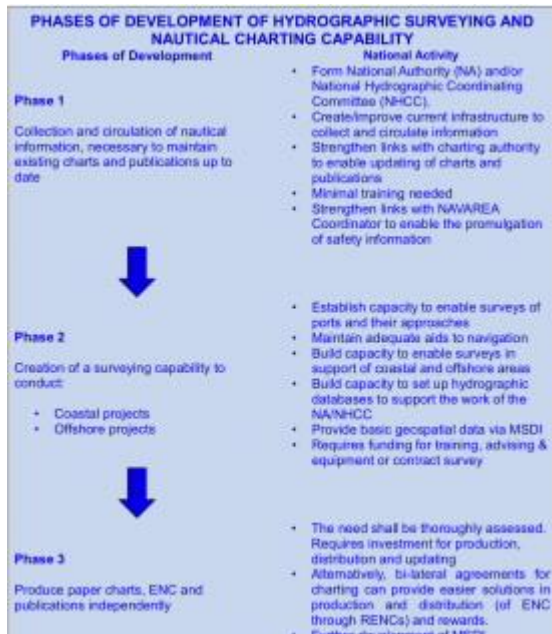 PHASES OF DEVELOPMENT OF HYDROGRAPHIC SURVEYING AND
NAUTICAL CHARTING CAPABILITY
Phases of Development
National Activity
Phase 1
Collection and circulation of nautical
information, necessary to maintain
existing charts and publications up to
date
• Form National Authority (NA) and/or
National Hydrographic Coordinating
Committee (NHCC).
• Create/improve current infrastructure to
collect and circulate information
• Strengthen links with charting authority
to enable updating of charts and
publications
• Minimal training needed
• Strengthen links with NAVAREA
Coordinator to enable the promulgation
of safety information
Phase 2
Creation of a surveying capability to
conduct:
• Coastal projects
• Offshore projects
• Establish capacity to enable surveys of
ports and their approaches
• Maintain adequate aids to navigation
• Build capacity to enable surveys in
support of coastal and offshore areas
• Build capacity to set up hydrographic
databases to support the work of the
NA/NHCC
• Provide basic geospatial data via MSDI
• Requires funding for training, advising &
equipment or contract survey
Phase 3
Produce paper charts, ENC and
publications independently
• The need shall be thoroughly assessed.
Requires investment for production,
distribution and updating
• Alternatively, bi-lateral agreements for
charting can provide easier solutions in
production and distribution (of ENC
through RENCs) and rewards.
• Further development of MSDI